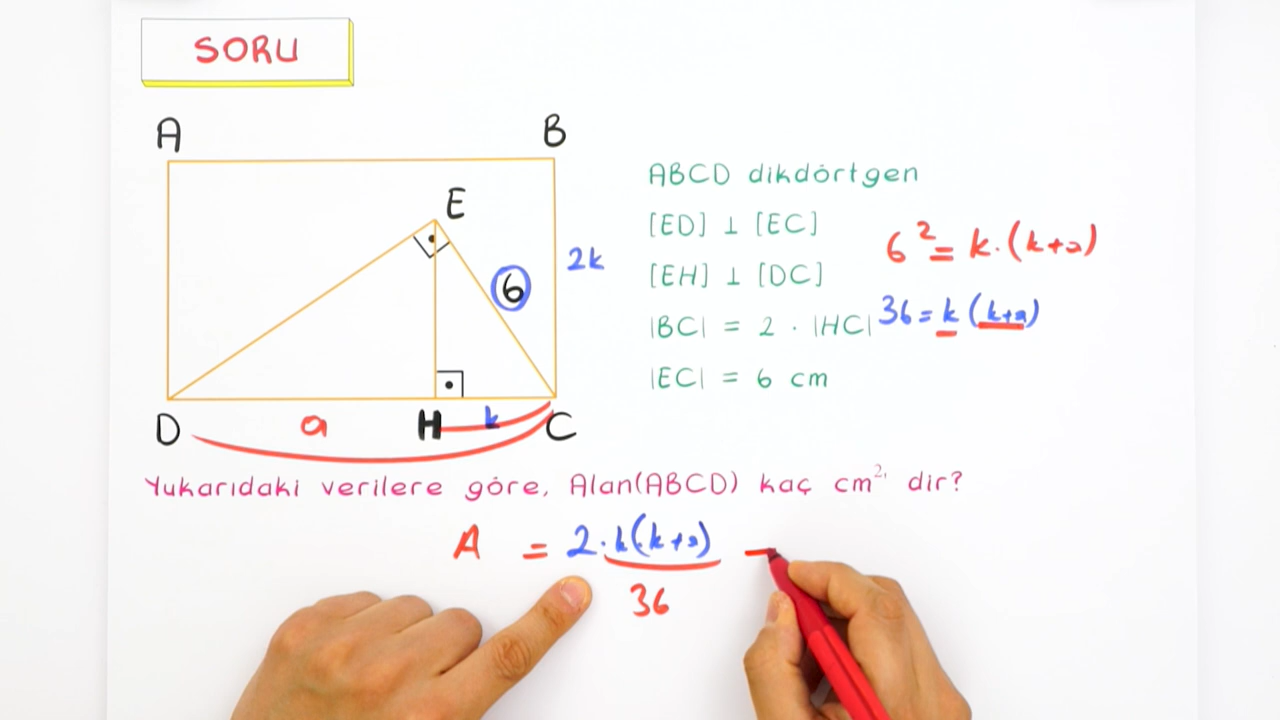 SORU
A
B
E
ABCD dikdörtgen
[ED] ⊥ [EC]
6² = k.(k+a)
2k
6
[EH] ⊥ [DC]
|BC| = 2 . |HC|
36 = k (k+a)
|EC| = 6 cm
D
a
H
k
C
Yukarıdaki verilere göre, Alan(ABCD) kaç cm²' dir?
A = 2.k(k+a)
36